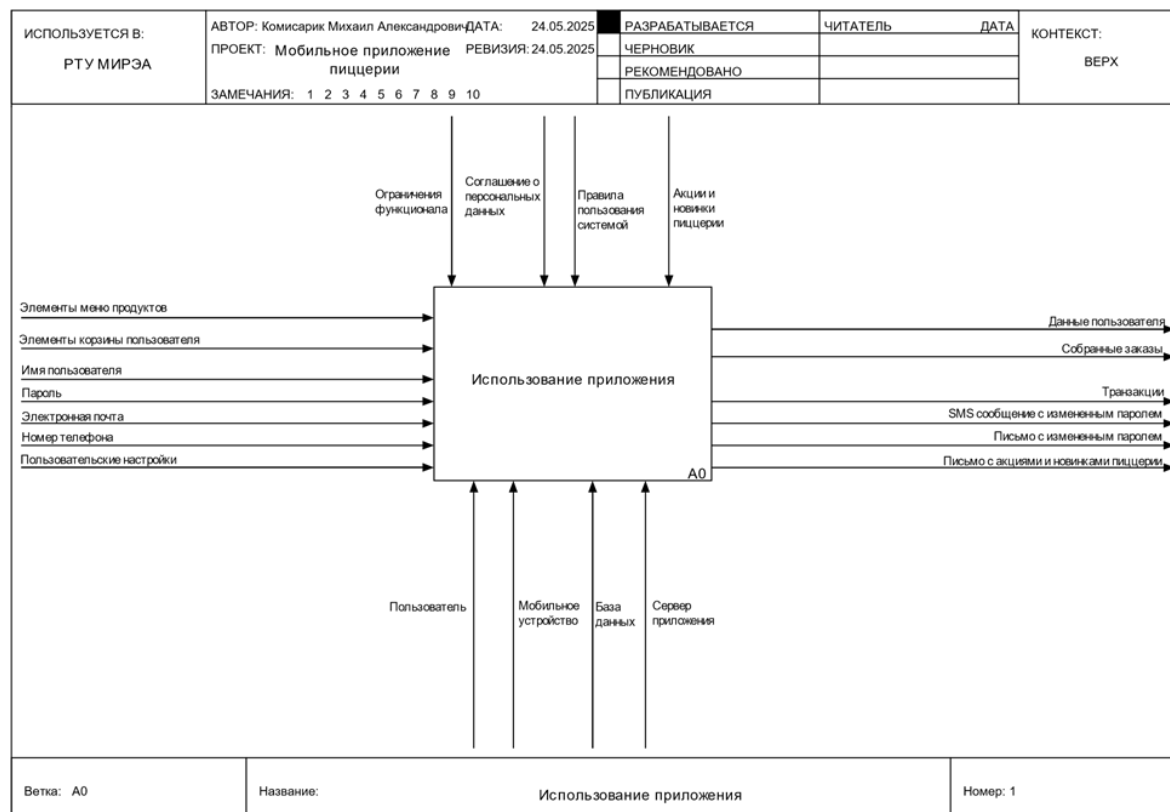 ИСПОЛЬЗУЕТСЯ В:
РТУ МИРЭА
АВТОР: Комисарик Михаил Александрович
ДАТА: 24.05.2025
ПРОЕКТ: Мобильное приложение
пиццерии
РЕВИЗИЯ: 24.05.2025
ЗАМЕЧАНИЯ: 1 2 3 4 5 6 7 8 9 10
РАЗРАБАТЫВАЕТСЯ
ЧЕРНОВИК
РЕКОМЕНДОВАНО
ПУБЛИКАЦИЯ
ЧИТАТЕЛЬ ДАТА
КОНТЕКСТ:
ВЕРХ
Ограничения
функционала
Соглашение о
персональных
данных
Правила
пользования
системой
Акции и
новинки
пиццерии
Элементы меню продуктов
Элементы корзины пользователя
Имя пользователя
Пароль
Электронная почта
Номер телефона
Пользовательские настройки
Использование приложения
A0
Данные пользователя
Собранные заказы
Транзакции
SMS сообщение с измененным паролем
Письмо с измененным паролем
Письмо с акциями и новинками пиццерии
Пользователь
Мобильное
устройство
База
данных
Сервер
приложения
Ветка: A0
Название:
Использование приложения
Номер: 1